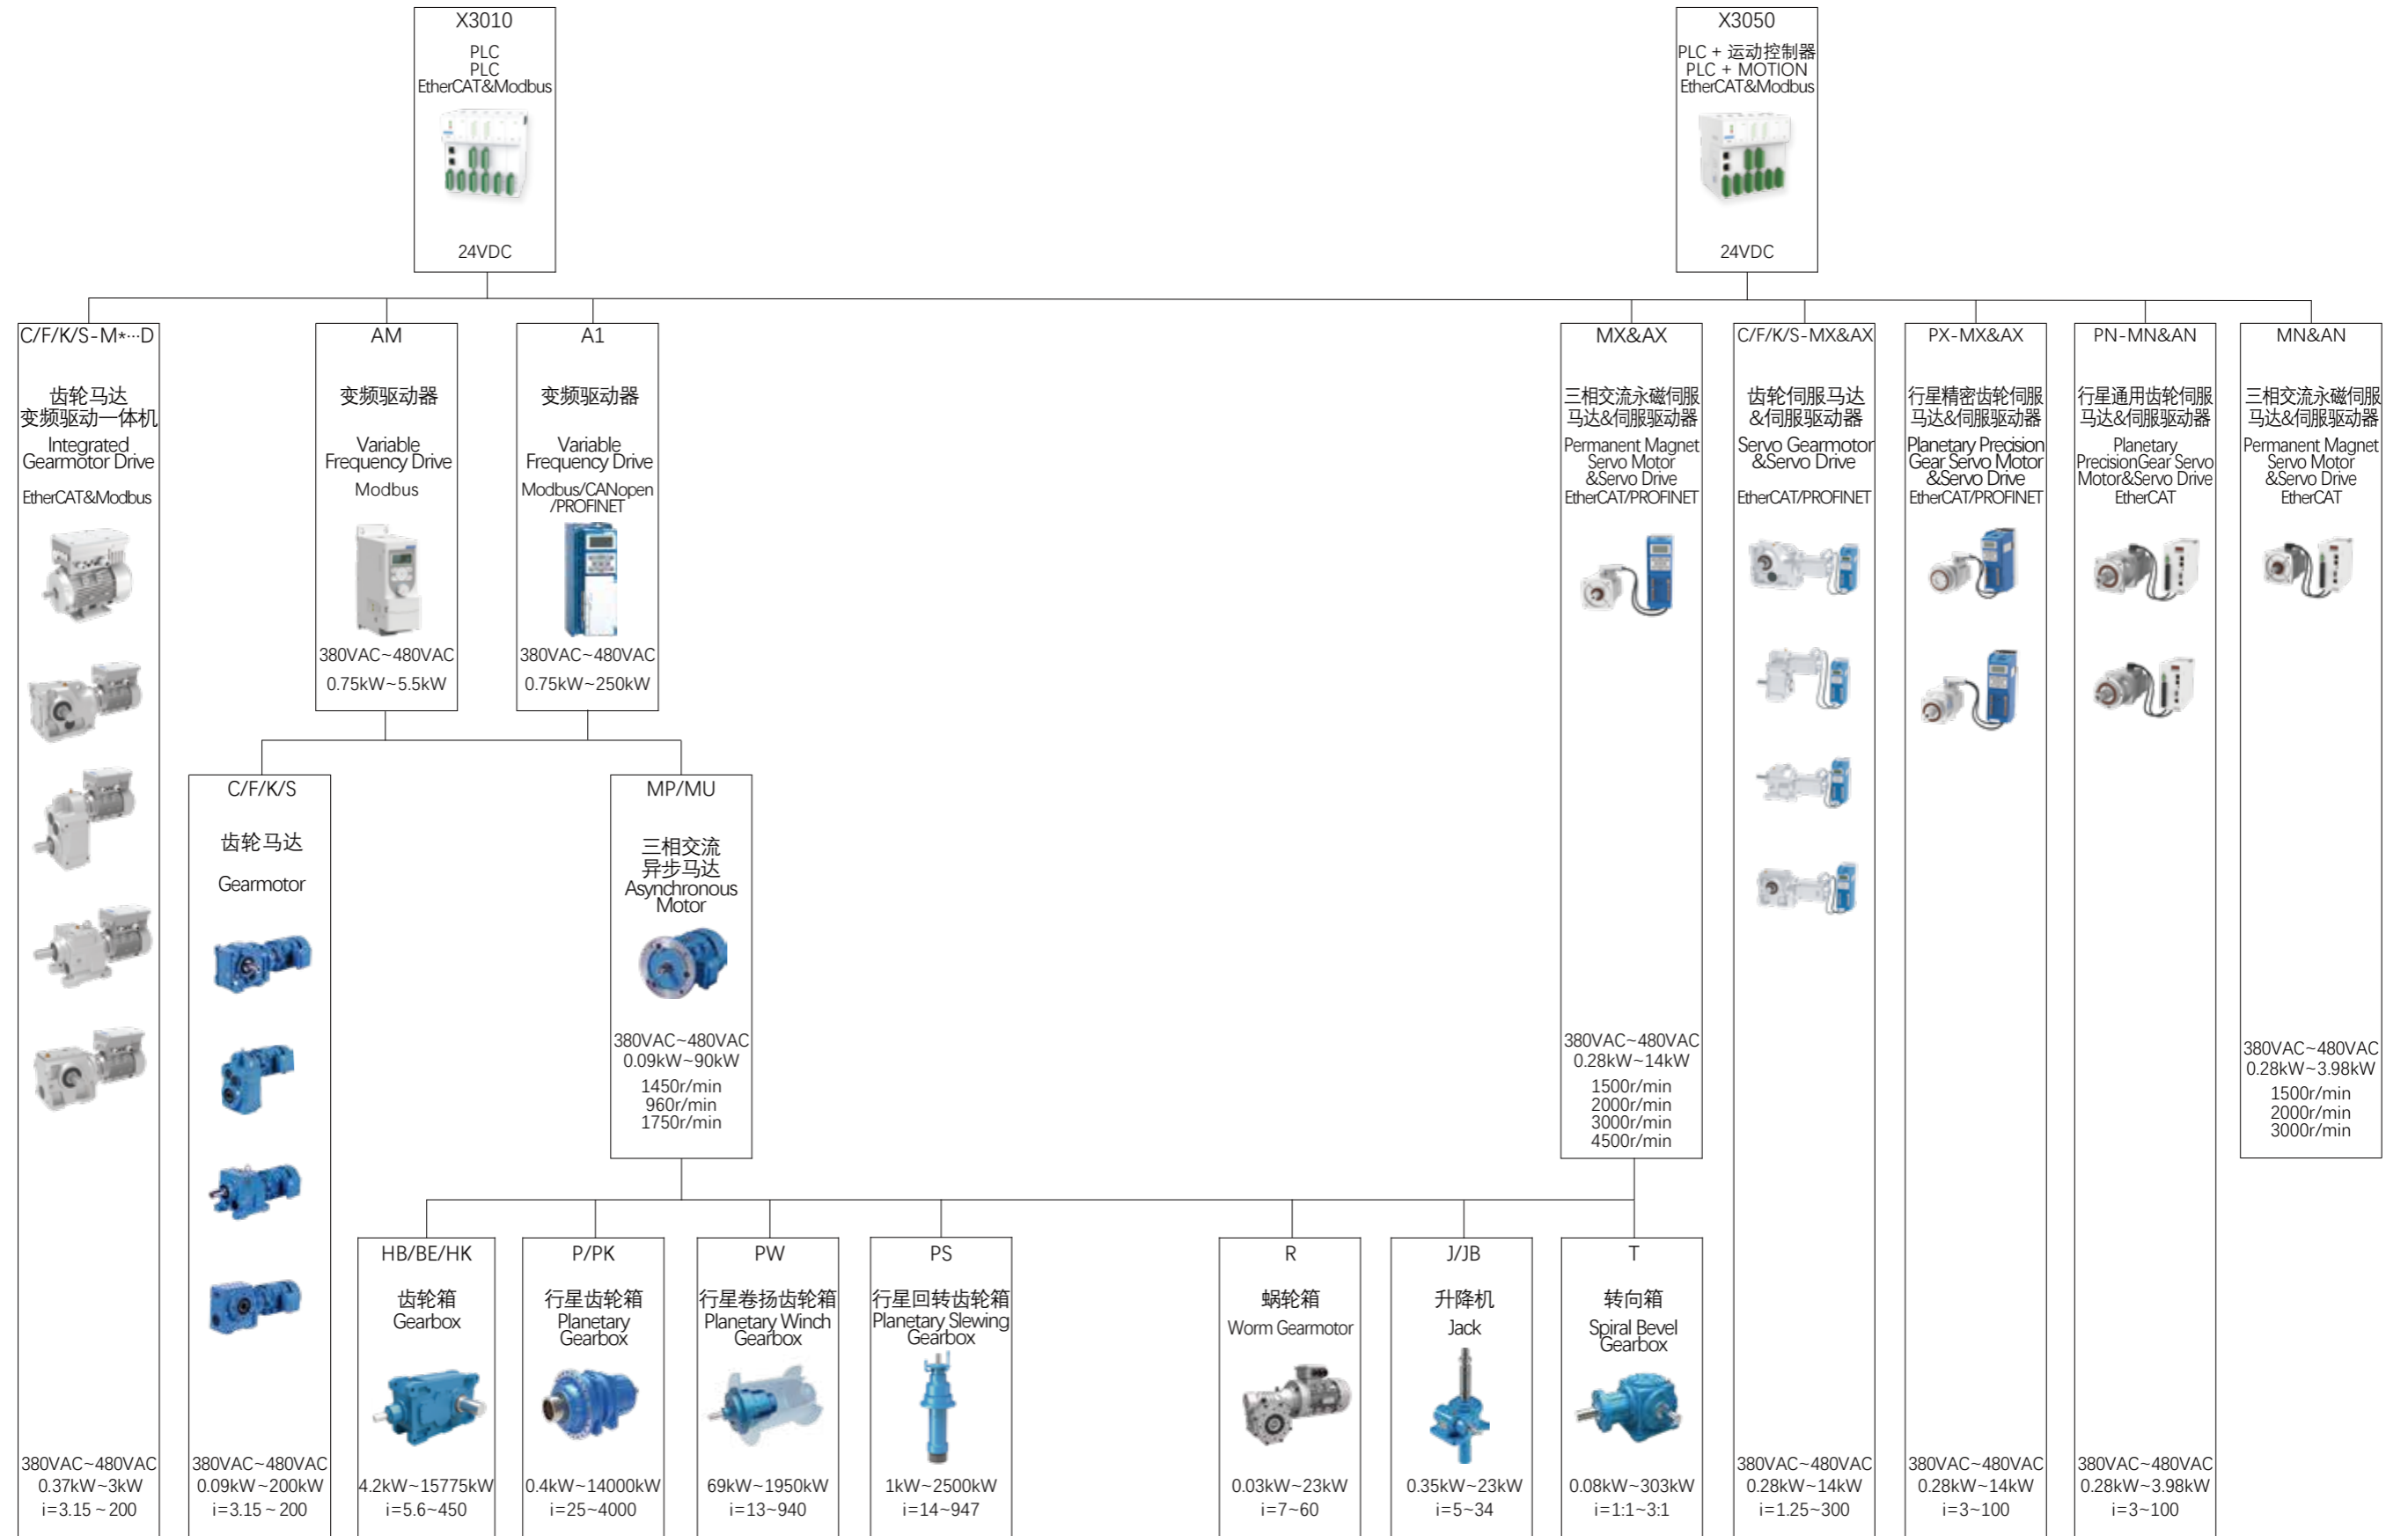 X3010
PLC
PLC
EtherCAT&Modbus
24VDC
X3050
PLC + 运动控制器
PLC + MOTION
EtherCAT&Modbus
24VDC
C/F/K/S-M*···D
齿轮马达
变频驱动一体机
Integrated
Gearmotor Drive
EtherCAT&Modbus
380VAC~480VAC
0.37kW~3kW
i=3.15 ~ 200
AM
变频驱动器
Variable
Frequency Drive
Modbus
380VAC~480VAC
0.75kW~5.5kW
A1
变频驱动器
Variable
Frequency Drive
Modbus/CANopen
/PROFINET
380VAC~480VAC
0.75kW~250kW
C/F/K/S
齿轮马达
Gearmotor
380VAC~480VAC
0.09kW~200kW
i=3.15 ~ 200
MP/MU
三相交流
异步马达
Asynchronous
Motor
380VAC~480VAC
0.09kW~90kW
1450r/min
960r/min
1750r/min
MX&AX
三相交流永磁伺服
马达&伺服驱动器
Permanent Magnet
Servo Motor
&Servo Drive
EtherCAT/PROFINET
380VAC~480VAC
0.28kW~14kW
1500r/min
2000r/min
3000r/min
4500r/min
C/F/K/S-MX&AX
齿轮伺服马达
&伺服驱动器
Servo Gearmotor
&Servo Drive
EtherCAT/PROFINET
380VAC~480VAC
0.28kW~14kW
i=1.25~300
PX-MX&AX
行星精密齿轮伺服
马达&伺服驱动器
Planetary Precision
Gear Servo Motor
&Servo Drive
EtherCAT/PROFINET
380VAC~480VAC
0.28kW~14kW
i=3~100
PN-MN&AN
行星通用齿轮伺服
马达&伺服驱动器
Planetary
PrecisionGear Servo
Motor&Servo Drive
EtherCAT
380VAC~480VAC
0.28kW~3.98kW
i=3~100
MN&AN
三相交流永磁伺服
马达&伺服驱动器
Permanent Magnet
Servo Motor
&Servo Drive
EtherCAT
380VAC~480VAC
0.28kW~3.98kW
1500r/min
2000r/min
3000r/min
HB/BE/HK
齿轮箱
Gearbox
4.2kW~15775kW
i=5.6~450
P/PK
行星齿轮箱
Planetary
Gearbox
0.4kW~14000kW
i=25~4000
PW
行星卷扬齿轮箱
Planetary Winch
Gearbox
69kW~1950kW
i=13~940
PS
行星回转齿轮箱
Planetary Slewing
Gearbox
1kW~2500kW
i=14~947
R
蜗轮箱
Worm Gearmotor
0.03kW~23kW
i=7~60
J/JB
升降机
Jack
0.35kW~23kW
i=5~34
T
转向箱
Spiral Bevel
Gearbox
0.08kW~303kW
i=1:1~3:1